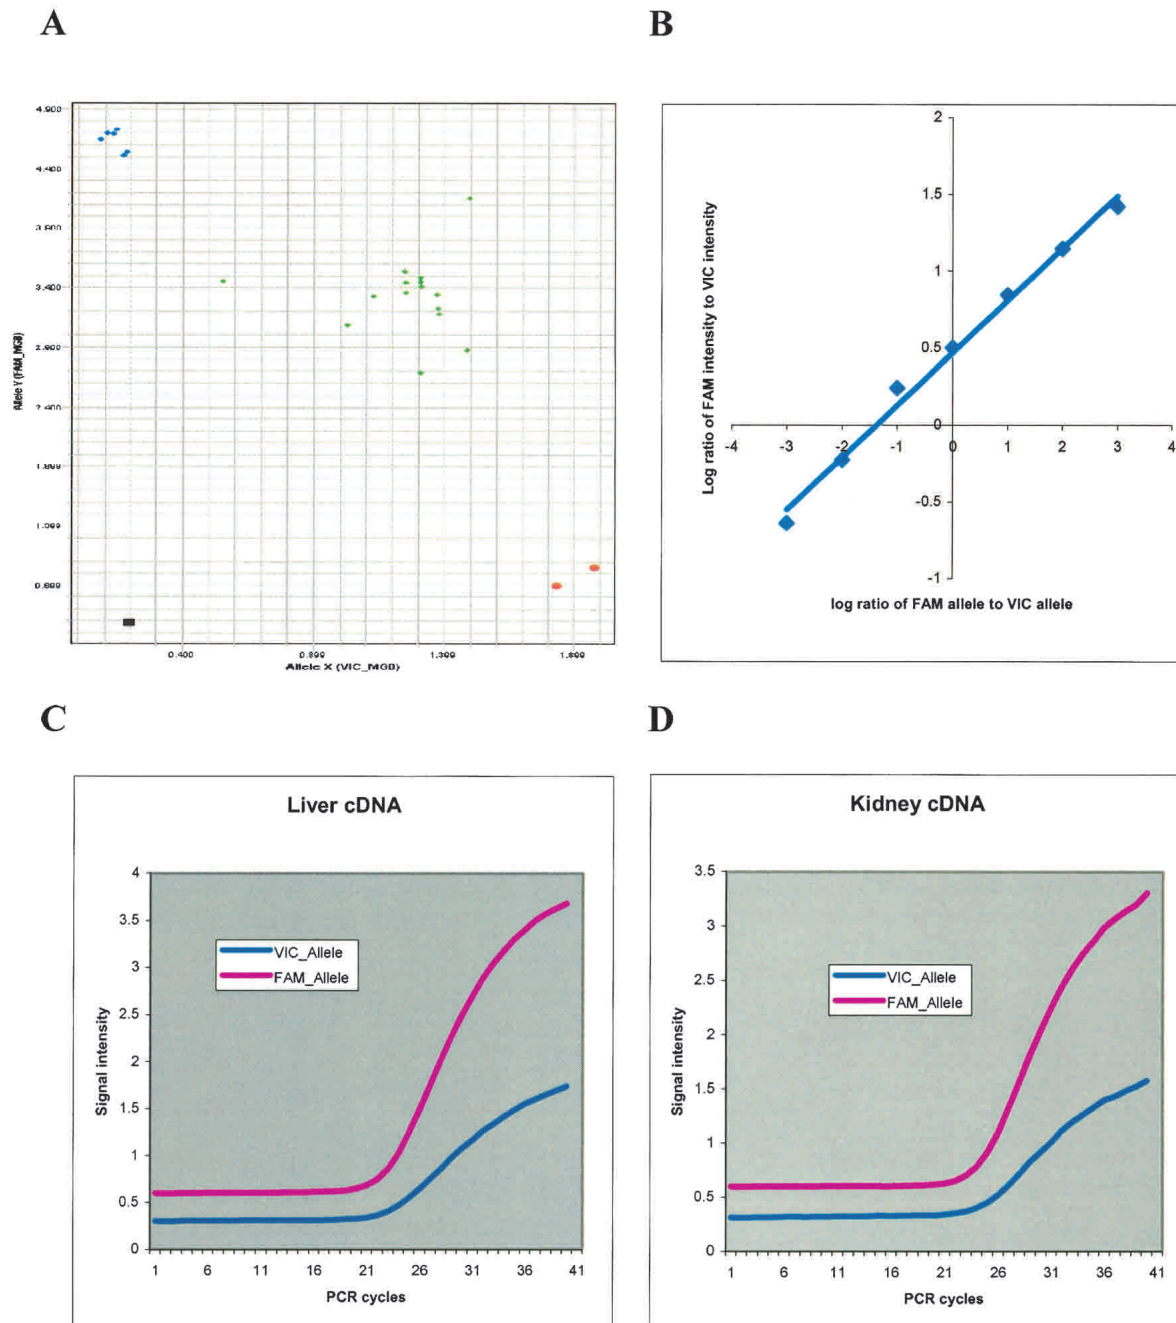 A
B
4.900
4.400
3.900
3.400
2.900
2.400
1.899
1.399
0.899
Allele Y (FAM_MGB)
0.400
0.899
1.399
1.899
Allele X (VIC_MGB)
2
1.5
1
0.5
0
-0.5
-1
-4
-3
-2
-1
0
1
2
3
4
Log ratio of FAM intensity to VIC intensity
log ratio of FAM allele to VIC allele
C
D
Liver cDNA
4
3.5
3
2.5
2
1.5
1
0.5
0
Signal intensity
VIC_Allele
FAM_Allele
1 6 11 16 21 26 31 36 41
PCR cycles
Kidney cDNA
3.5
3
2.5
2
1.5
1
0.5
0
Signal intensity
VIC_Allele
FAM_Allele
1 6 11 16 21 26 31 36 41
PCR cycles